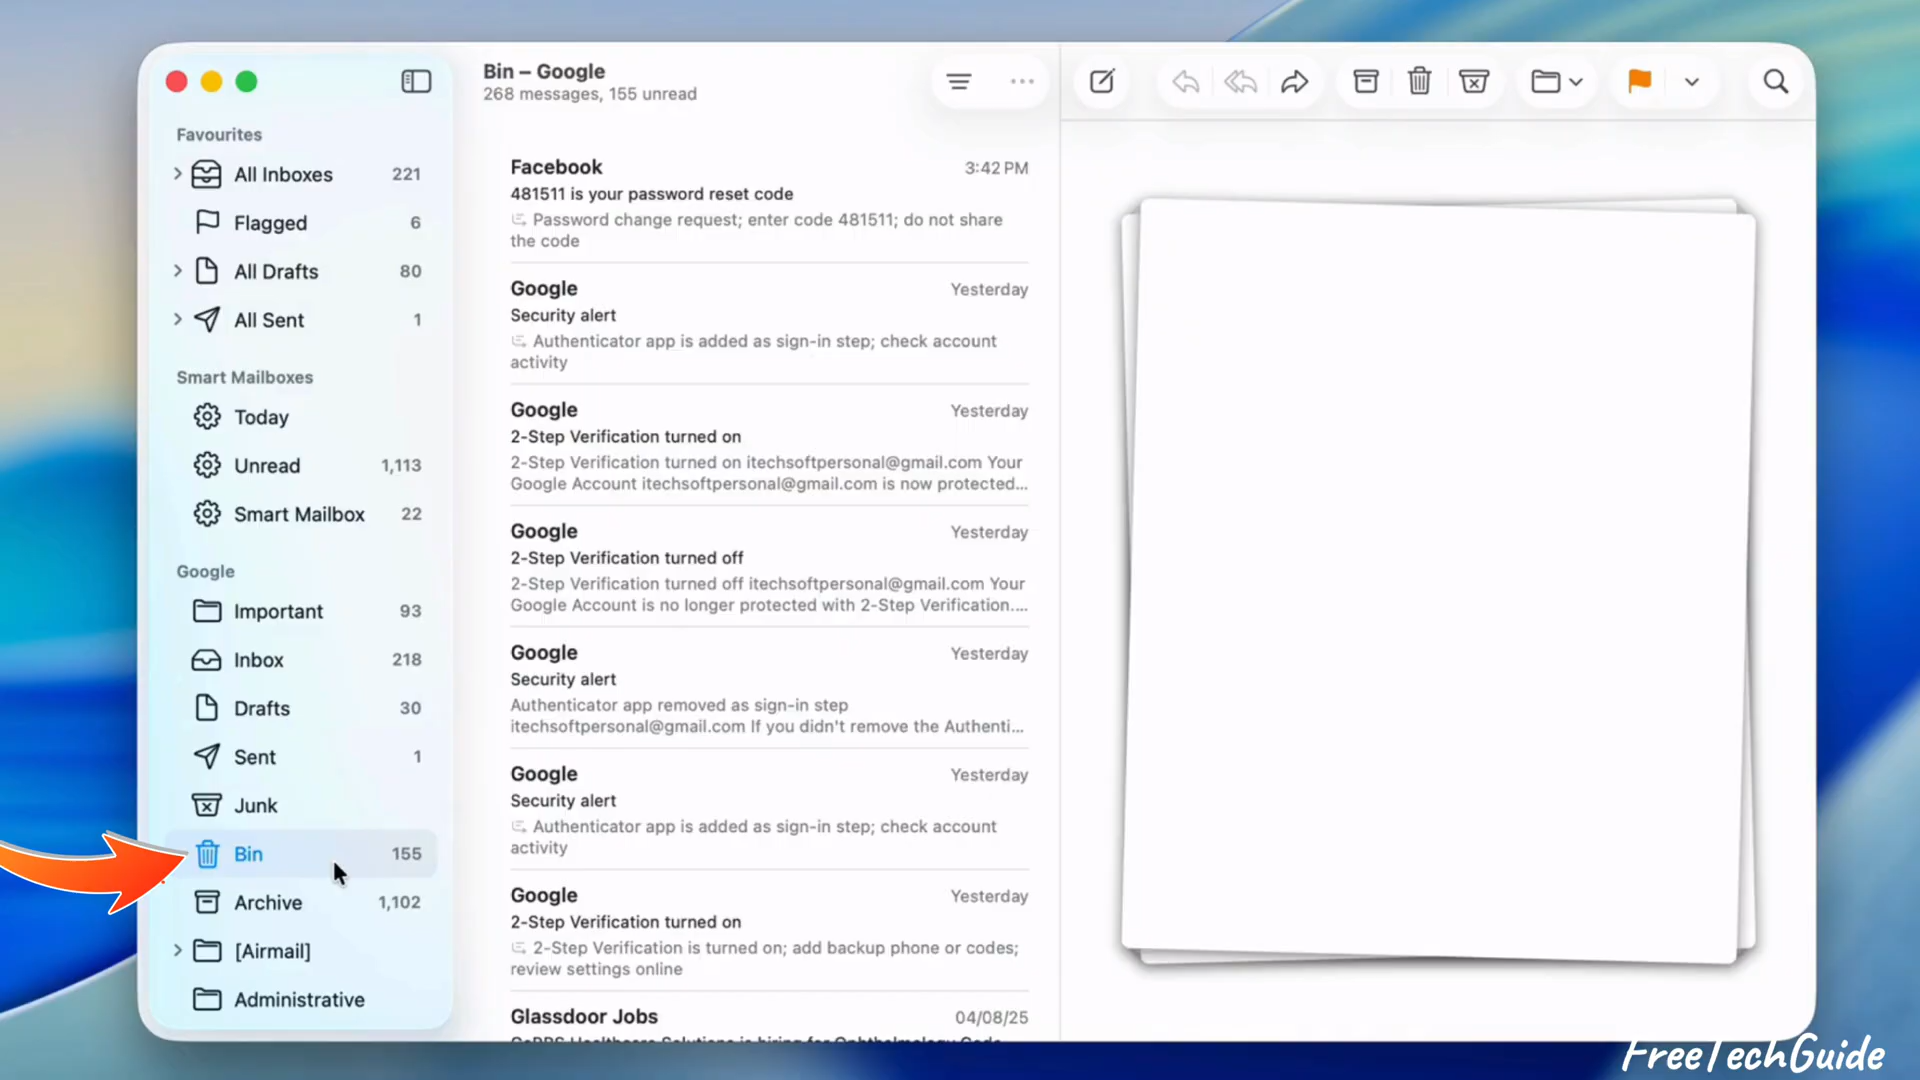 Favourites
All Inboxes 221
Flagged 6
All Drafts 80
All Sent 1
Smart Mailboxes
Today
Unread 1,113
Smart Mailbox 22
Google
Important 93
Inbox 218
Drafts 30
Sent 1
Junk
Bin 155
Archive 1,102
[Airmail]
Administrative
Bin – Google
268 messages, 155 unread
Facebook 3:42 PM
481511 is your password reset code
Password change request; enter code 481511; do not share
the code
Google Yesterday
Security alert
Authenticator app is added as sign-in step; check account
activity
Google Yesterday
2-Step Verification turned on
2-Step Verification turned on itechsoftpersonal@gmail.com Your
Google Account itechsoftpersonal@gmail.com is now protected…
Google Yesterday
2-Step Verification turned off
2-Step Verification turned off itechsoftpersonal@gmail.com Your
Google Account is no longer protected with 2-Step Verification.…
Google Yesterday
Security alert
Authenticator app removed as sign-in step
itechsoftpersonal@gmail.com If you didn't remove the Authenti…
Google Yesterday
Security alert
Authenticator app is added as sign-in step; check account
activity
Google Yesterday
2-Step Verification turned on
2-Step Verification is turned on; add backup phone or codes;
review settings online
Glassdoor Jobs 04/08/25
Healthcare Solutions is hiring for Ophthalmology
FreeTechGuide